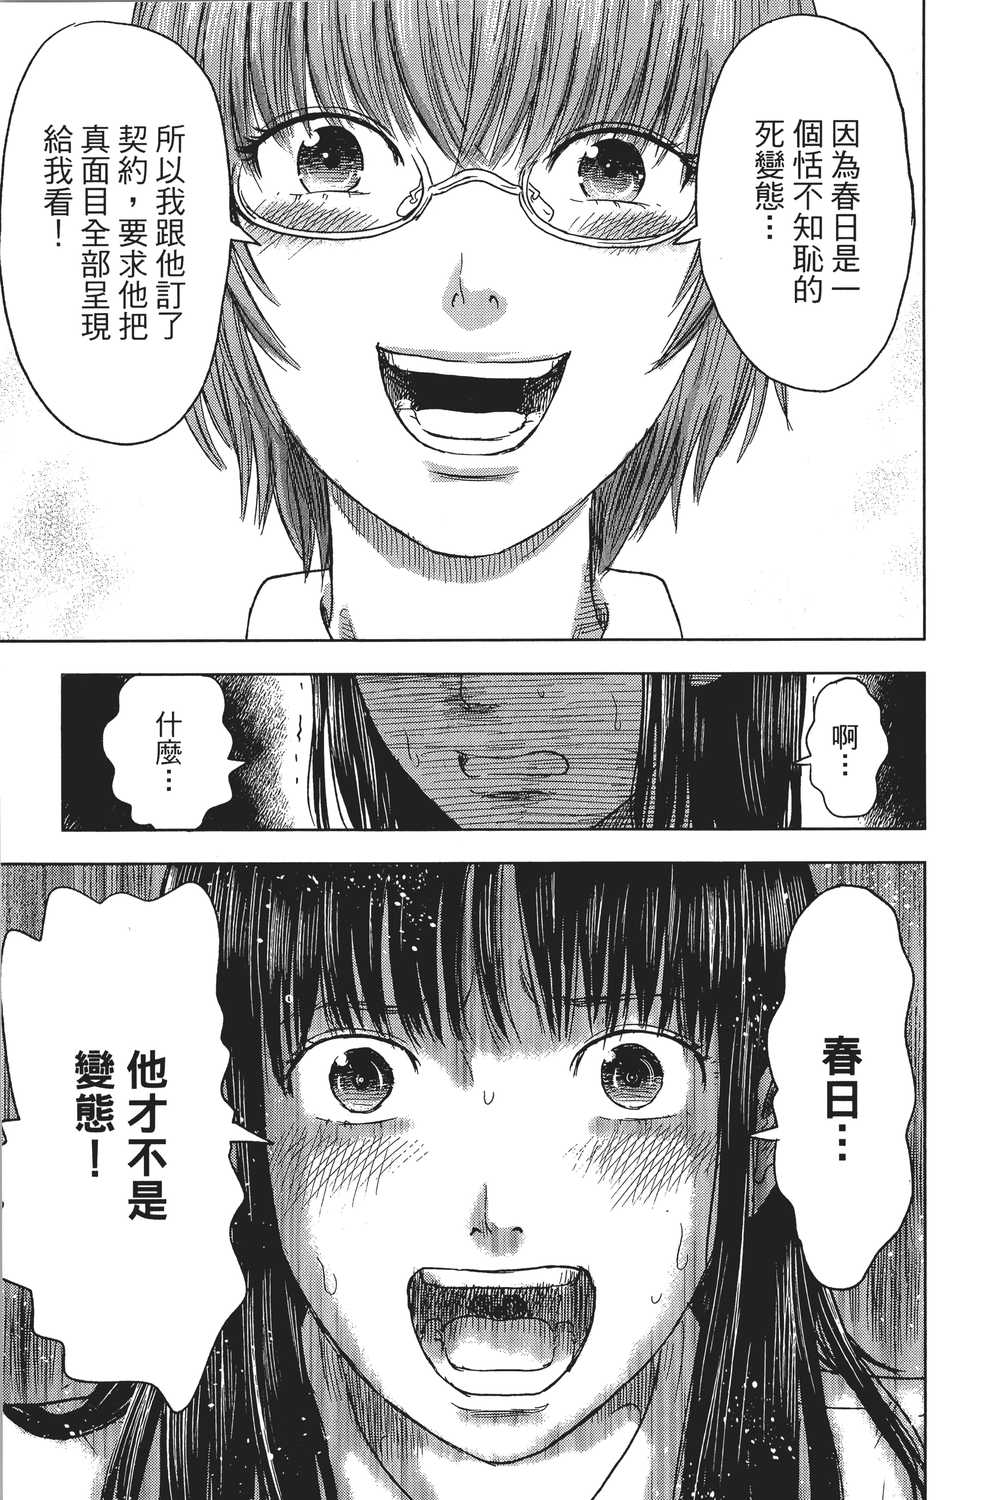 因為春日是一
個恬不知恥的
死變態…
所以我跟他訂了
契約，要求他把
真面目全部呈現
給我看！
啊…
什麼…
春日…
他才不是
變態！